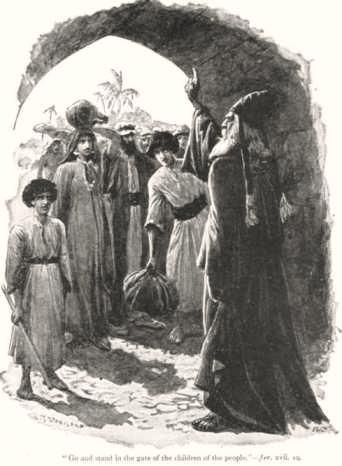 "Go and stand in the gate of the children of the people."—Jer. xvii. 19.